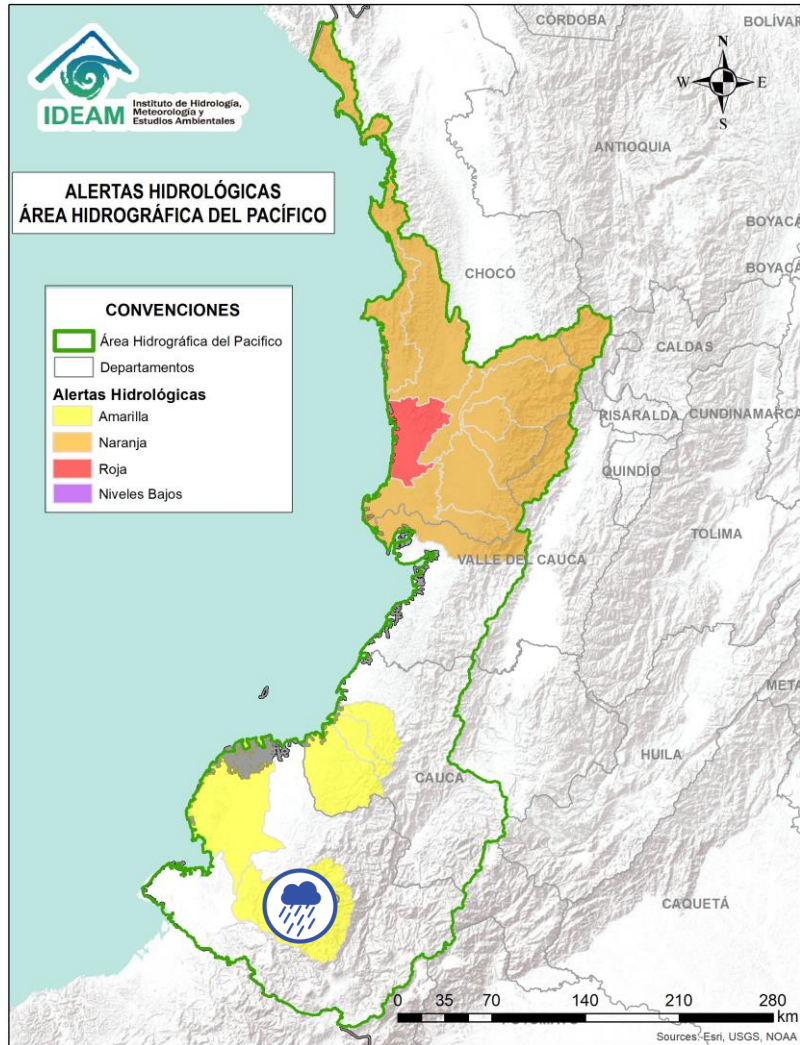 IDEAM
Instituto de Hidrología,
Meteorología y
Estudios Ambientales
ALERTAS HIDROLÓGICAS
ÁREA HIDROGRÁFICA DEL PACÍFICO
CONVENCIONES
Área Hidrográfica del Pacifico
Departamentos
Alertas Hidrológicas
Amarilla
Naranja
Roja
Niveles Bajos
N
W E
S
CÓRDOBA
BOLÍVAR
ANTIOQUIA
BOYACÁ
BOYACÁ
CHOCÓ
CALDAS
RISARALDA
CUNDINAMARCA
QUINDÍO
TOLIMA
VALLE DEL CAUCA
META
HUILA
CAUCA
CAQUETÁ
0 35 70 140 210 280
km
Sources: Esri, USGS, NOAA